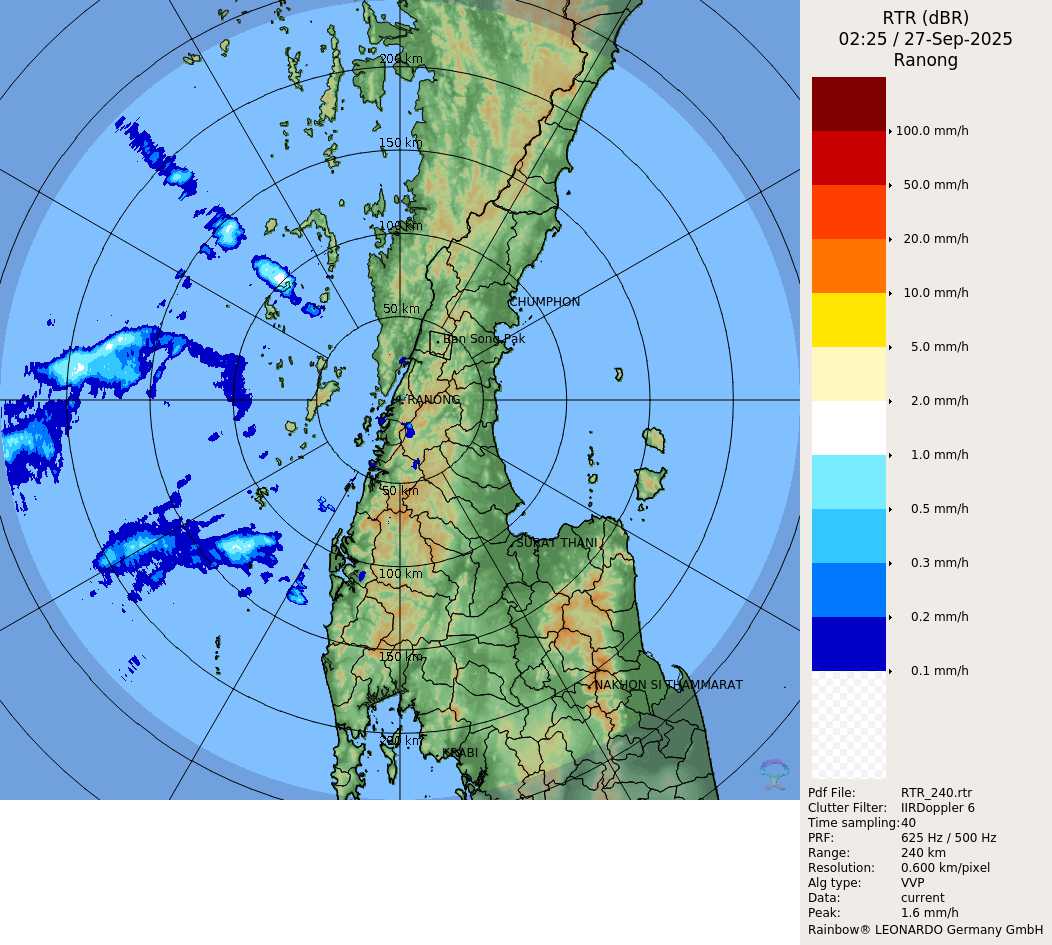 RTR (dBR)
02:25 / 27-Sep-2025
Ranong
100.0 mm/h
50.0 mm/h
20.0 mm/h
10.0 mm/h
5.0 mm/h
2.0 mm/h
1.0 mm/h
0.5 mm/h
0.3 mm/h
0.2 mm/h
0.1 mm/h
Pdf File: RTR_240.rtr
Clutter Filter: IIRDoppler 6
Time sampling:40
PRF: 625 Hz / 500 Hz
Range: 240 km
Resolution: 0.600 km/pixel
Alg type: VVP
Data: current
Peak: 1.6 mm/h
Rainbow® LEONARDO Germany GmbH
200 km
150 km
100 km
CHUMPHON
50 km
Ban Song Pak
RANONG
50 km
SURAT THANI
100 km
150 km
NAKHON SI THAMMARAT
200 km
KRABI